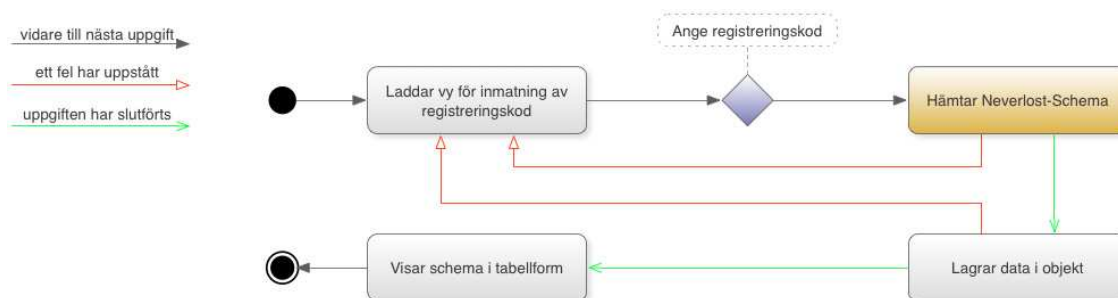 vidare till nästa uppgift
ett fel har uppstått
uppgiften har slutförts
Ange registreringskod
Laddar vy för inmatning av
registreringskod
Hämtar Neverlost-Schema
Visar schema i tabellform
Lagrar data i objekt